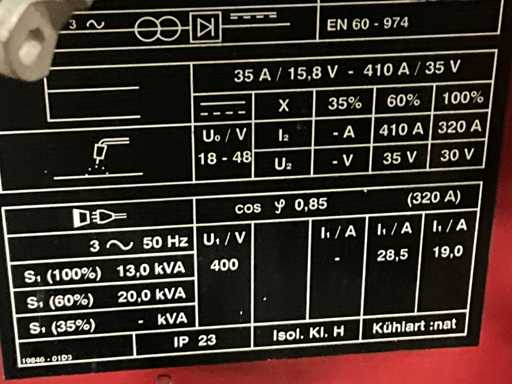 3 ~ EN 60 - 974
35 A / 15,8 V - 410 A / 35 V
X 35% 60% 100%
U₀ / V I₂ - A 410 A 320 A
18 - 48 U₂ - V 35 V 30 V
cos φ 0,85 (320 A)
3 ~ 50 Hz U₁ / V I₁ / A I₁ / A I₁ / A
S₁ (100%) 13,0 kVA 400 - 28,5 19,0
S₁ (60%) 20,0 kVA
S₁ (35%) - kVA
IP 23 Isol. Kl. H Kühlart :nat
19846 - 01D3